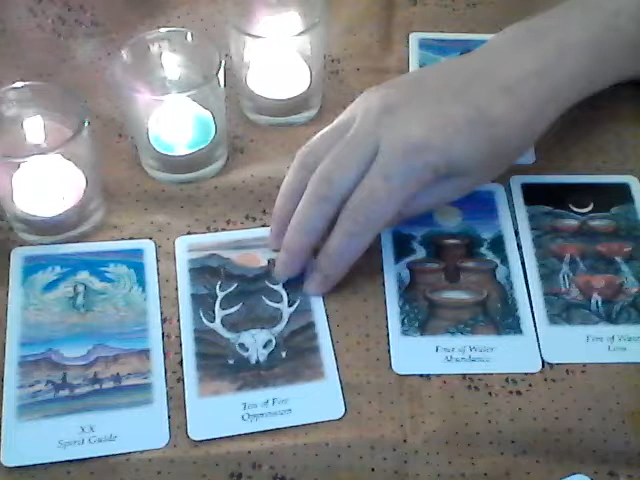 XX
Spirit Guide
Ten of Fire
Oppression
Four of Water
Abundance
Five of Water
Loss